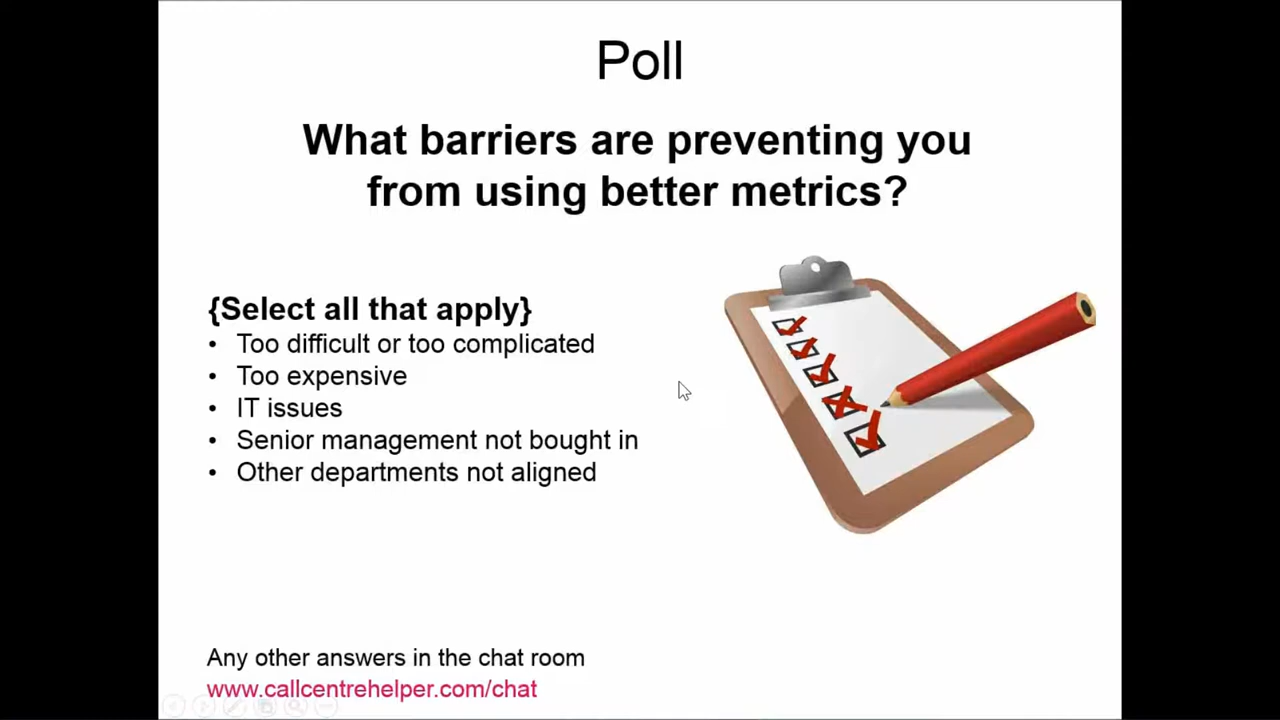 Poll
What barriers are preventing you
from using better metrics?
{Select all that apply}
• Too difficult or too complicated
• Too expensive
• IT issues
• Senior management not bought in
• Other departments not aligned
Any other answers in the chat room
www.callcentrehelper.com/chat